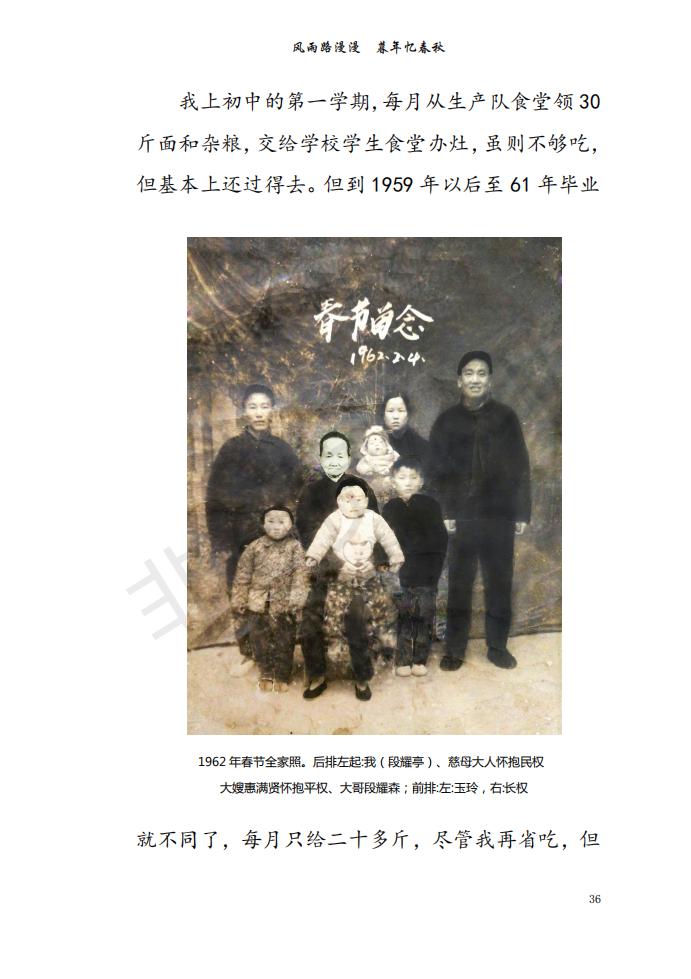 风雨路漫漫 暮年忆春秋
我上初中的第一学期，每月从生产队食堂领30
斤面和杂粮，交给学校学生食堂办灶，虽则不够吃，
但基本上还过得去。但到1959年以后至61年毕业
春节留念
1962.2.4.
非
1962年春节全家照。后排左起:我（段耀亭）、慈母大人怀抱民权
大嫂惠满贤怀抱平权、大哥段耀森；前排:左:玉玲，右:长权
就不同了，每月只给二十多斤，尽管我再省吃，但
36